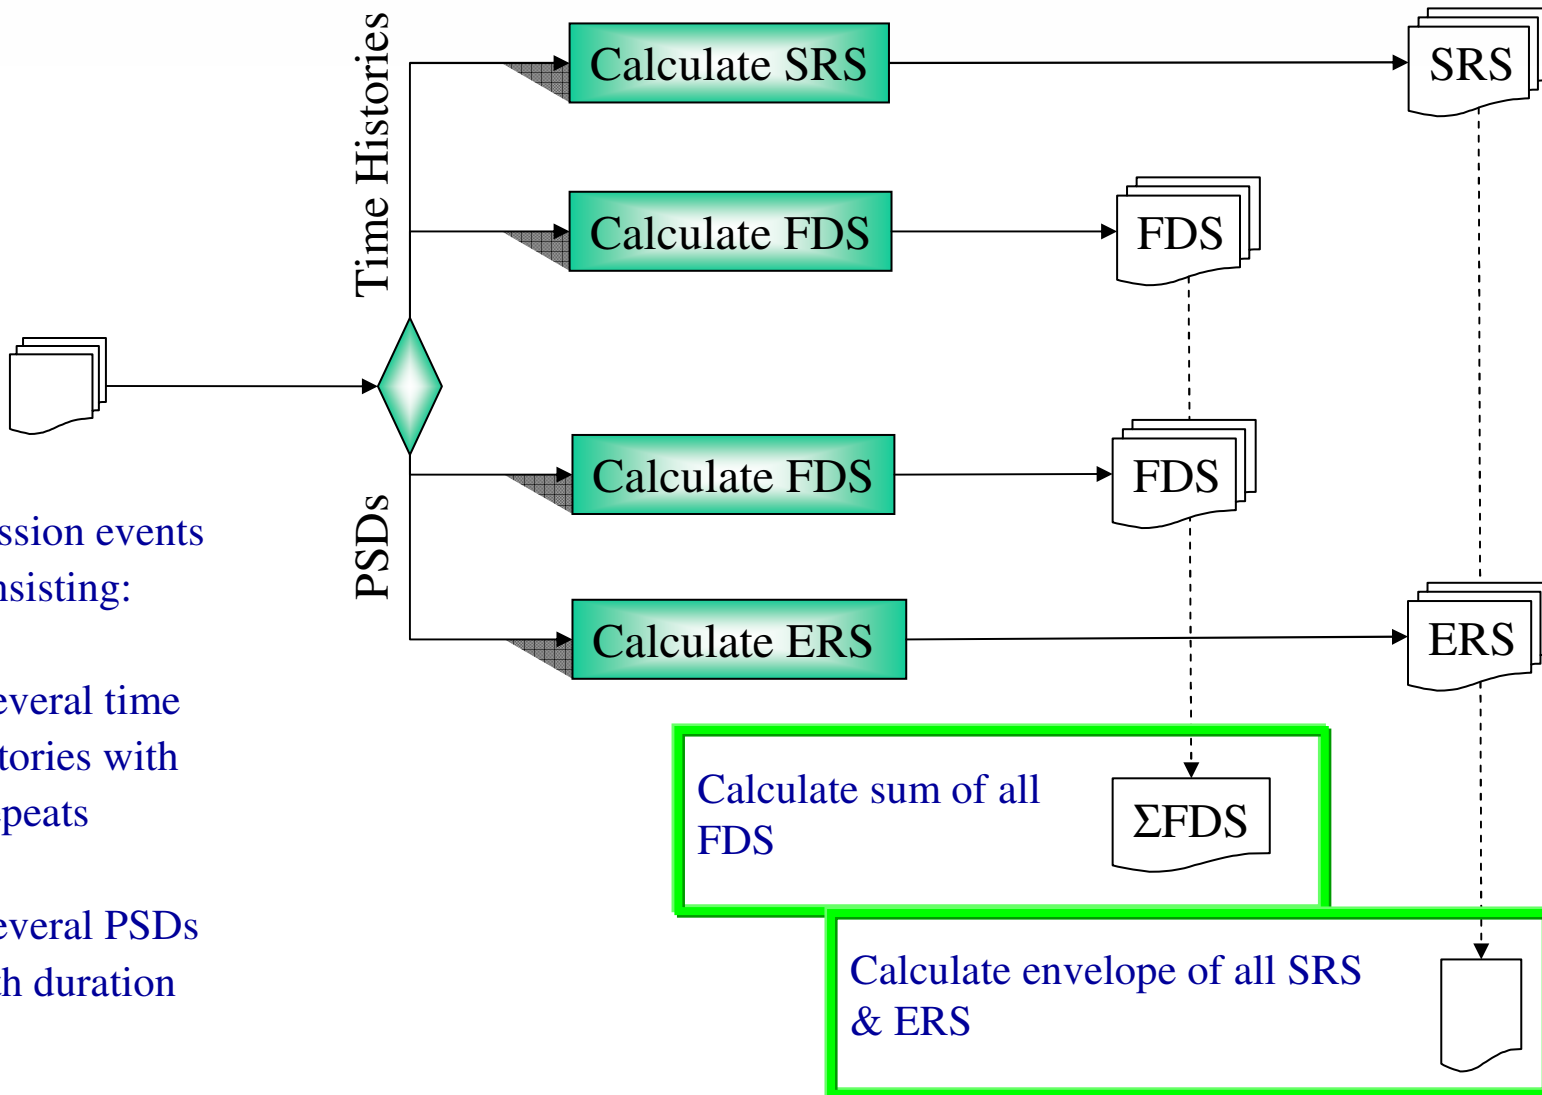 Time Histories
Calculate SRS
SRS
Calculate FDS
FDS
Calculate FDS
FDS
PSDs
Calculate ERS
ERS
ssion events
nsisting:
everal time
tories with
peats
everal PSDs
th duration
Calculate sum of all
FDS
ΣFDS
Calculate envelope of all SRS
& ERS